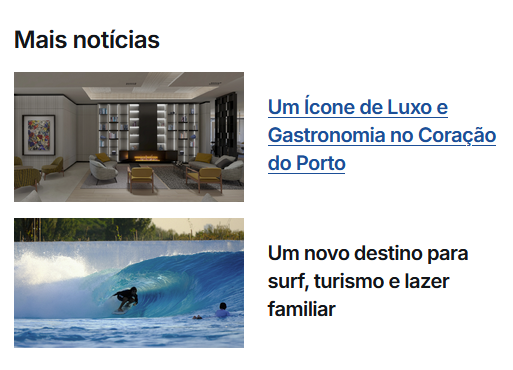 Mais notícias
Um Ícone de Luxo e
Gastronomia no Coração
do Porto
Um novo destino para
surf, turismo e lazer
familiar